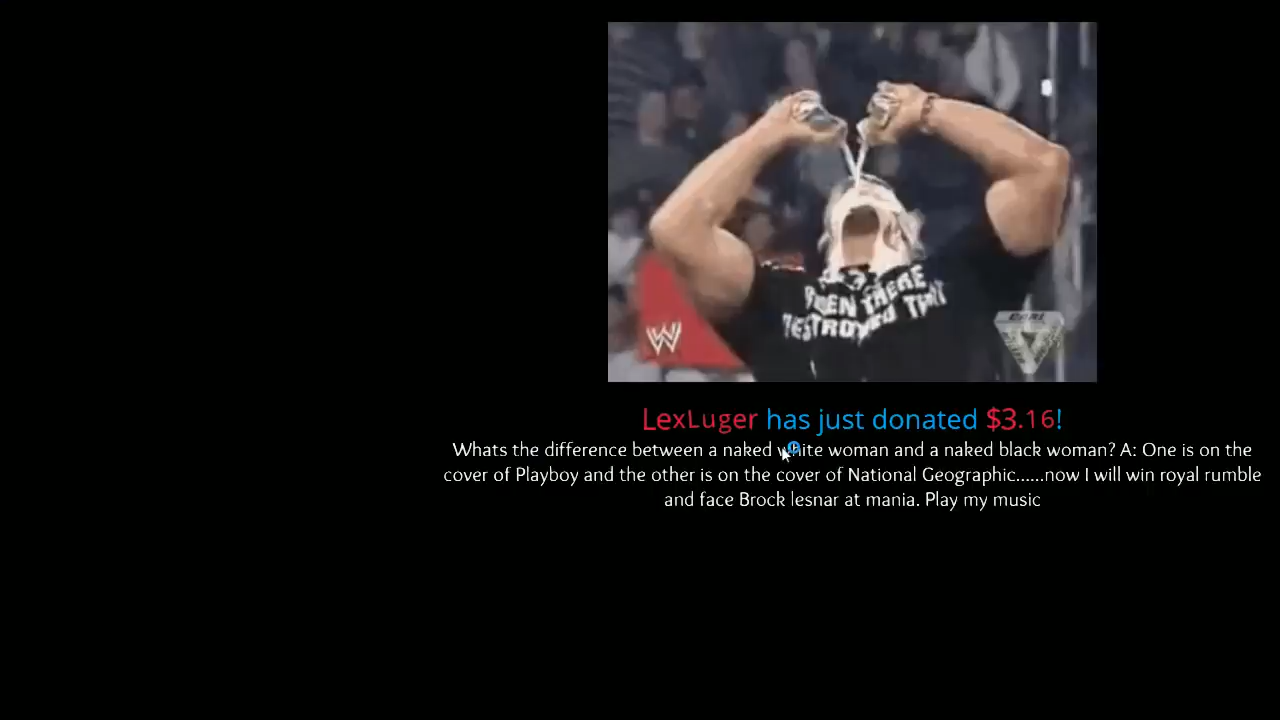 BEEN THERE
DESTROYED THAT
W
LexLuger has just donated $3.16!
Whats the difference between a naked white woman and a naked black woman? A: One is on the
cover of Playboy and the other is on the cover of National Geographic......now I will win royal rumble
and face Brock lesnar at mania. Play my music